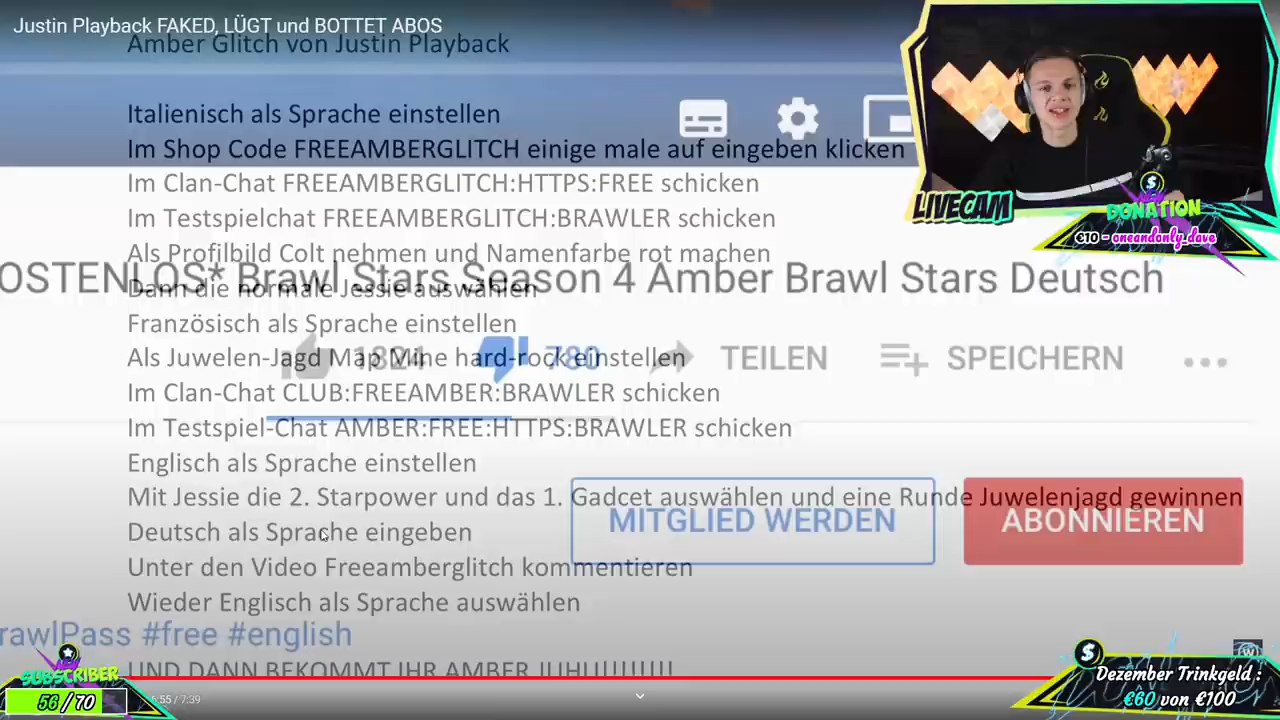 Justin Playback FAKED, LÜGT und BOTTET ABOS
Amber Glitch von Justin Playback
Italienisch als Sprache einstellen
Im Shop Code FREEAMBERGLITCH einige male auf eingeben klicken
Im Clan-Chat FREEAMBERGLITCH:HTTPS:FREE schicken
Im Testspielchat FREEAMBERGLITCH:BRAWLER schicken
Als Profilbild Colt nehmen und Namenfarbe rot machen
OSTENLOS* Brawl Stars Season 4 Amber Brawl Stars Deutsch
Dann die normale Jessie auswählen
Französisch als Sprache einstellen
Als Juwelen-Jagd Map Mine hard-rock einstellen
1324 780 TEILEN SPEICHERN
Im Clan-Chat CLUB:FREEAMBER:BRAWLER schicken
Im Testspiel-Chat AMBER:FREE:HTTPS:BRAWLER schicken
Englisch als Sprache einstellen
Mit Jessie die 2. Starpower und das 1. Gadcet auswählen und eine Runde Juwelenjagd gewinnen
MITGLIED WERDEN ABONNIEREN
Deutsch als Sprache eingeben
Unter den Video Freeamberglitch kommentieren
Wieder Englisch als Sprache auswählen
rawlPass #free #english
UND DANN BEKOMMT IHR AMBER JUHU!!!!!!!!!
LIVECAM
$
NEW
DONATION
€10 - oneandonly_dave
NEW
SUBSCRIBER
56 / 70
6:55 / 7:39
$
Dezember Trinkgeld :
€60 von €100